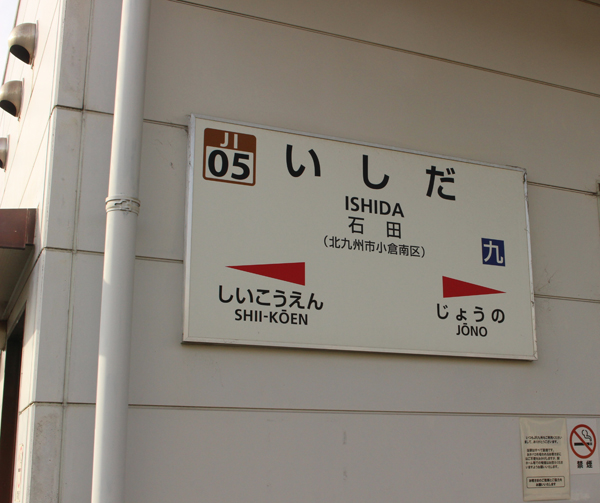 JI
05
いしだ
ISHIDA
石田
(北九州市小倉南区)
九
しいこうえん
SHII-KŌEN
じょうの
JŌNO
禁煙